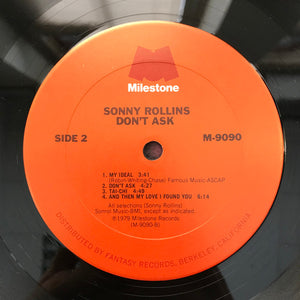 Milestone
SONNY ROLLINS
DON'T ASK
SIDE 2
M-9090
1. MY IDEAL 3:41
(Robin-Whiting-Chase) Famous Music-ASCAP
2. DON'T ASK 4:27
3. TAI-CHI 4:48
4. AND THEN MY LOVE I FOUND YOU 6:14
All selections (Sonny Rollins)
Sonrol Music-BMI, except as indicated.
℗1979 Milestone Records
(M-9090 B)
DISTRIBUTED BY FANTASY RECORDS, BERKELEY, CALIFORNIA